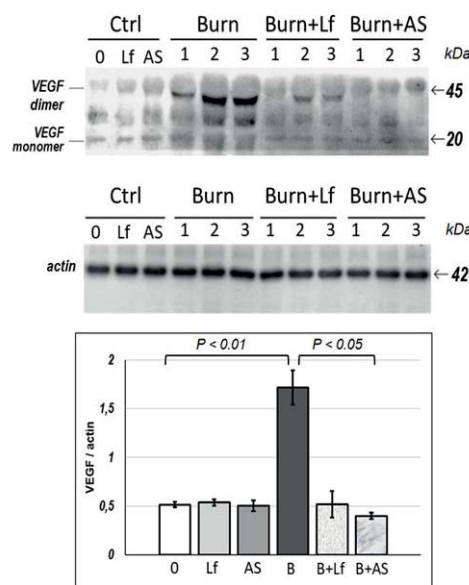 Ctrl Burn Burn+Lf Burn+AS
0 Lf AS 1 2 3 1 2 3 1 2 3 kDa
VEGF dimer ←45
VEGF monomer ←20
Ctrl Burn Burn+Lf Burn+AS
0 Lf AS 1 2 3 1 2 3 1 2 3 kDa
actin ←42
P < 0.01 P < 0.05
2
1,5
1
0,5
0
VEGF / actin
0 Lf AS B B+Lf B+AS